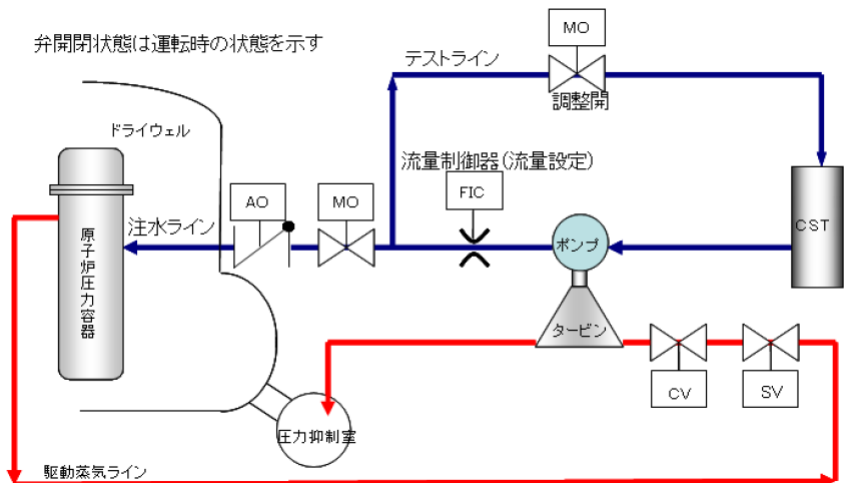 弁開閉状態は運転時の状態を示す
MO
テストライン
調整開
ドライウェル
流量制御器(流量設定)
FIC
AO
MO
注水ライン
ポンプ
CST
原子炉圧力容器
タービン
CV
SV
圧力抑制室
駆動蒸気ライン